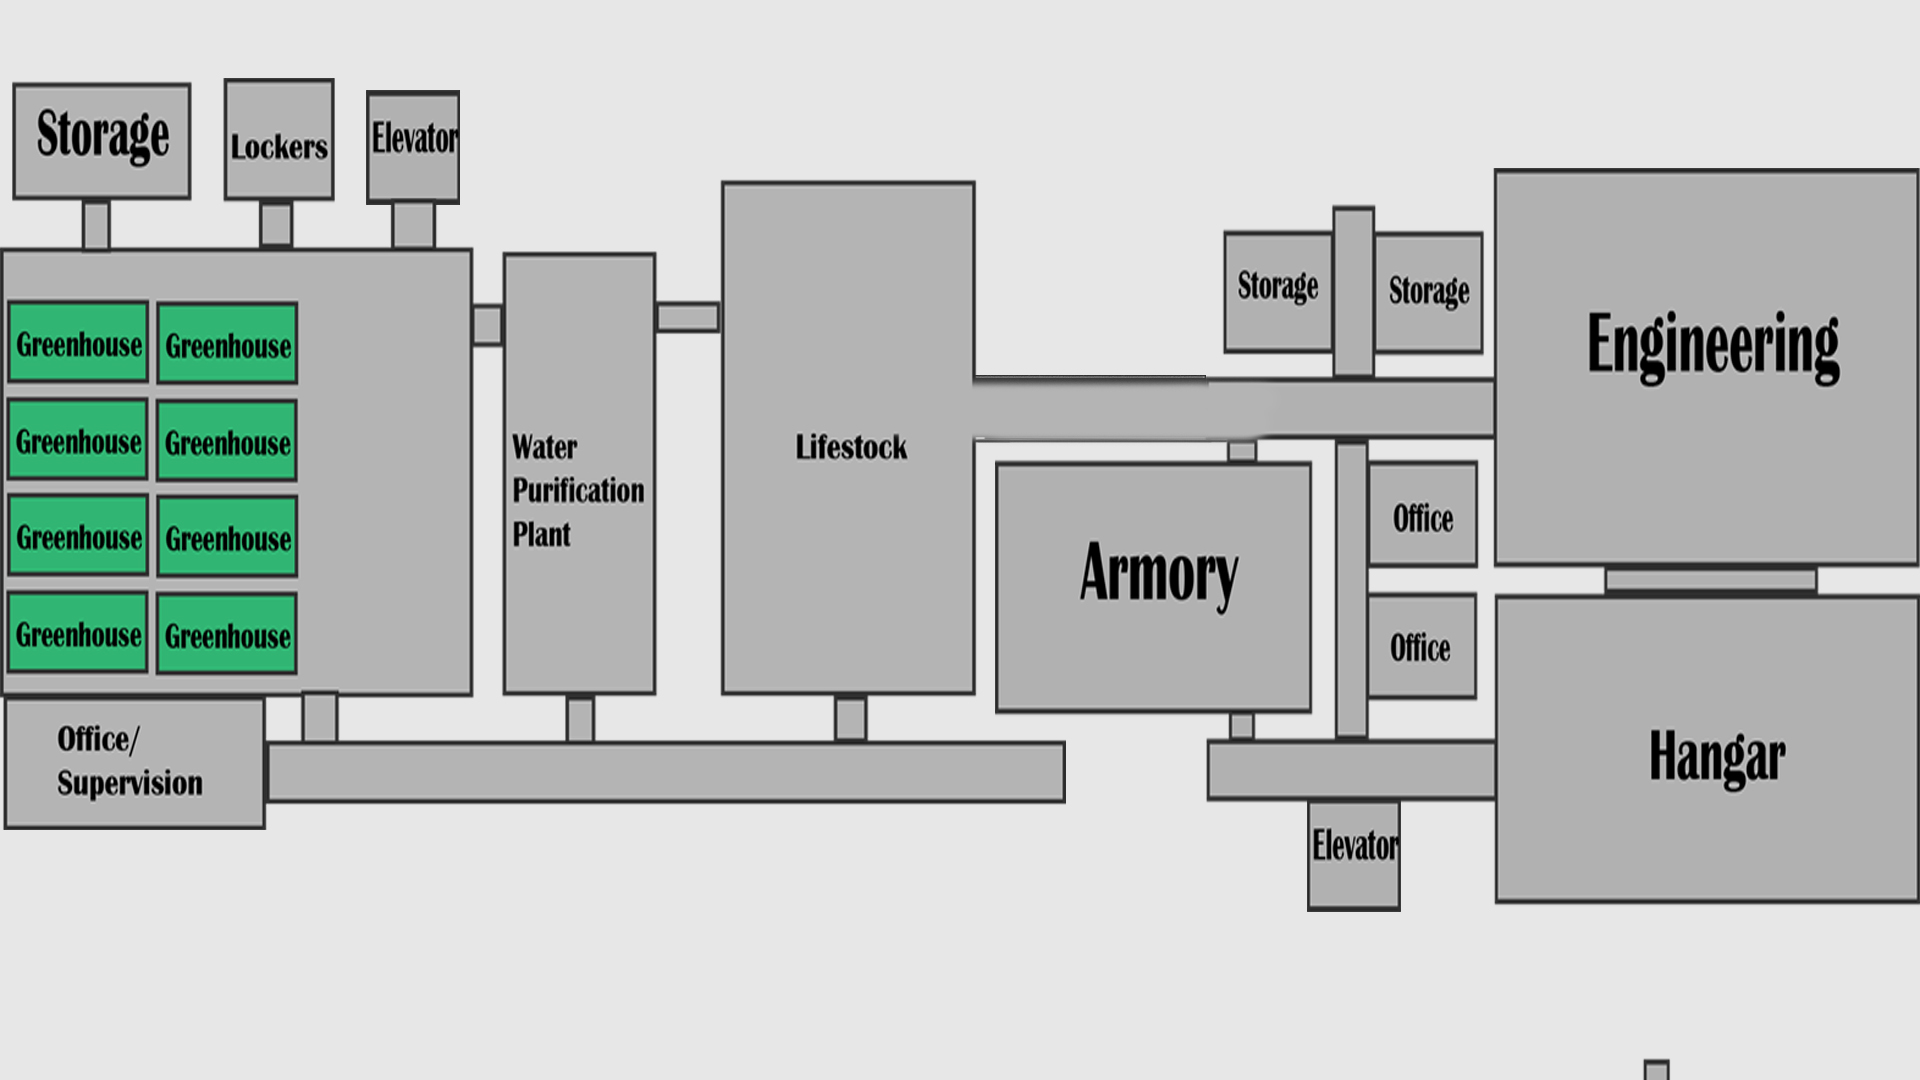 Storage
Lockers
Elevator
Greenhouse
Greenhouse
Greenhouse
Greenhouse
Greenhouse
Greenhouse
Greenhouse
Greenhouse
Office/
Supervision
Water
Purification
Plant
Lifestock
Storage
Storage
Armory
Office
Office
Elevator
Engineering
Hangar